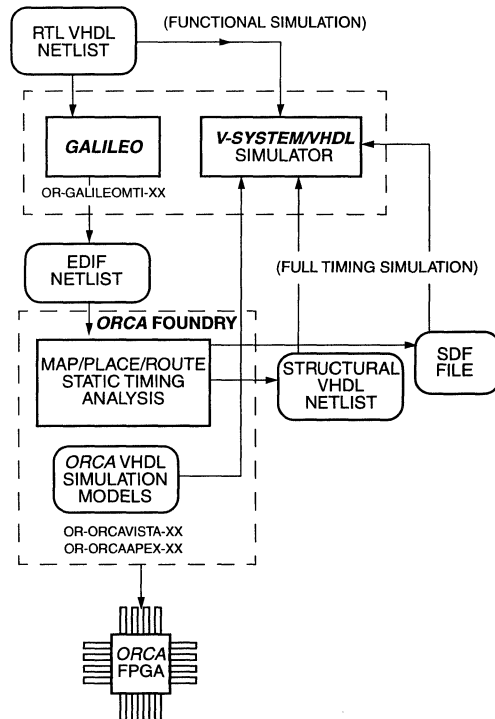 RTL VHDL
NETLIST
(FUNCTIONAL SIMULATION)
GALILEO
V-SYSTEM/VHDL
SIMULATOR
OR-GALILEOMTI-XX
EDIF
NETLIST
(FULL TIMING SIMULATION)
ORCA FOUNDRY
MAP/PLACE/ROUTE
STATIC TIMING
ANALYSIS
STRUCTURAL
VHDL
NETLIST
SDF
FILE
ORCA VHDL
SIMULATION
MODELS
OR-ORCAVISTA-XX
OR-ORCAAPEX-XX
ORCA
FPGA